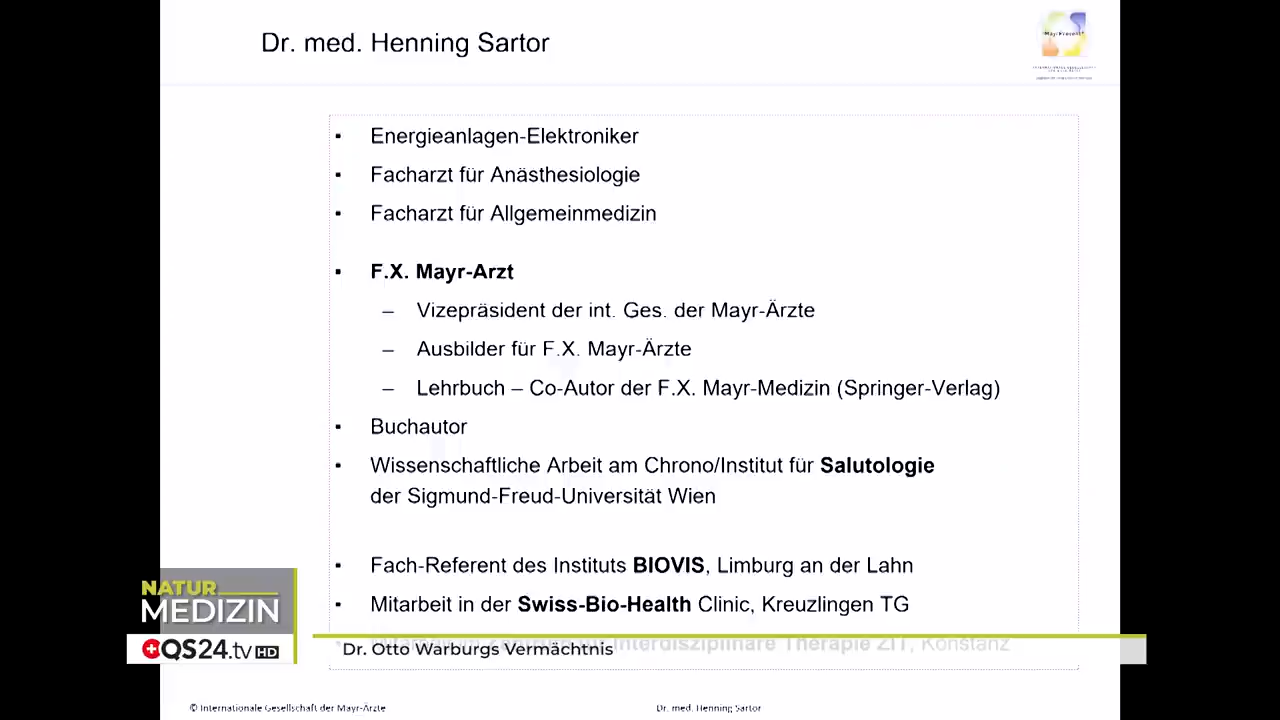 Dr. med. Henning Sartor
Energieanlagen-Elektroniker
Facharzt für Anästhesiologie
Facharzt für Allgemeinmedizin
F.X. Mayr-Arzt
– Vizepräsident der int. Ges. der Mayr-Ärzte
– Ausbilder für F.X. Mayr-Ärzte
– Lehrbuch – Co-Autor der F.X. Mayr-Medizin (Springer-Verlag)
Buchautor
Wissenschaftliche Arbeit am Chrono/Institut für Salutologie
der Sigmund-Freud-Universität Wien
Fach-Referent des Instituts BIOVIS, Limburg an der Lahn
Mitarbeit in der Swiss-Bio-Health Clinic, Kreuzlingen TG
Interdisziplinäre Therapie ZIT, Konstanz
NATUR
MEDIZIN
QS24.tv HD
Dr. Otto Warburgs Vermächtnis
© Internationale Gesellschaft der Mayr-Ärzte
Dr. med. Henning Sartor